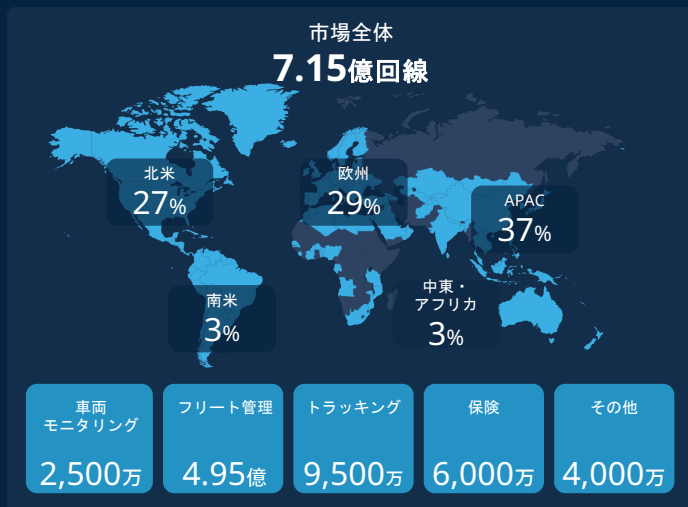 市場全体
7.15億回線
北米
27%
欧州
29%
APAC
37%
南米
3%
中東・
アフリカ
3%
車両
モニタリング
2,500万
フリート管理
4.95億
トラッキング
9,500万
保険
6,000万
その他
4,000万